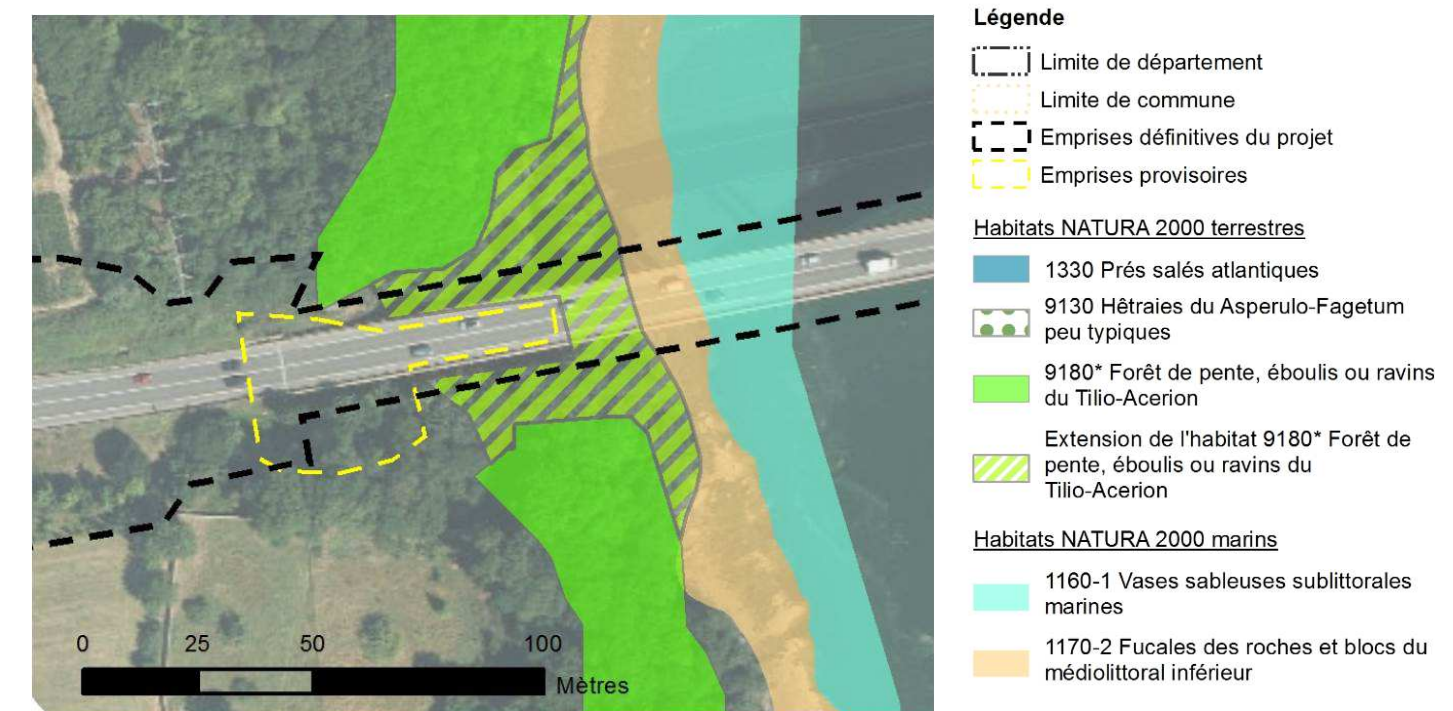 Légende
Limite de département
Limite de commune
Emprises définitives du projet
Emprises provisoires
Habitats NATURA 2000 terrestres
1330 Prés salés atlantiques
9130 Hêtraies du Asperulo-Fagetum
peu typiques
9180* Forêt de pente, éboulis ou ravins
du Tilio-Acerion
Extension de l'habitat 9180* Forêt de
pente, éboulis ou ravins du
Tilio-Acerion
Habitats NATURA 2000 marins
1160-1 Vases sableuses sublittorales
marines
1170-2 Fucales des roches et blocs du
médiolittoral inférieur
0 25 50 100
Mètres